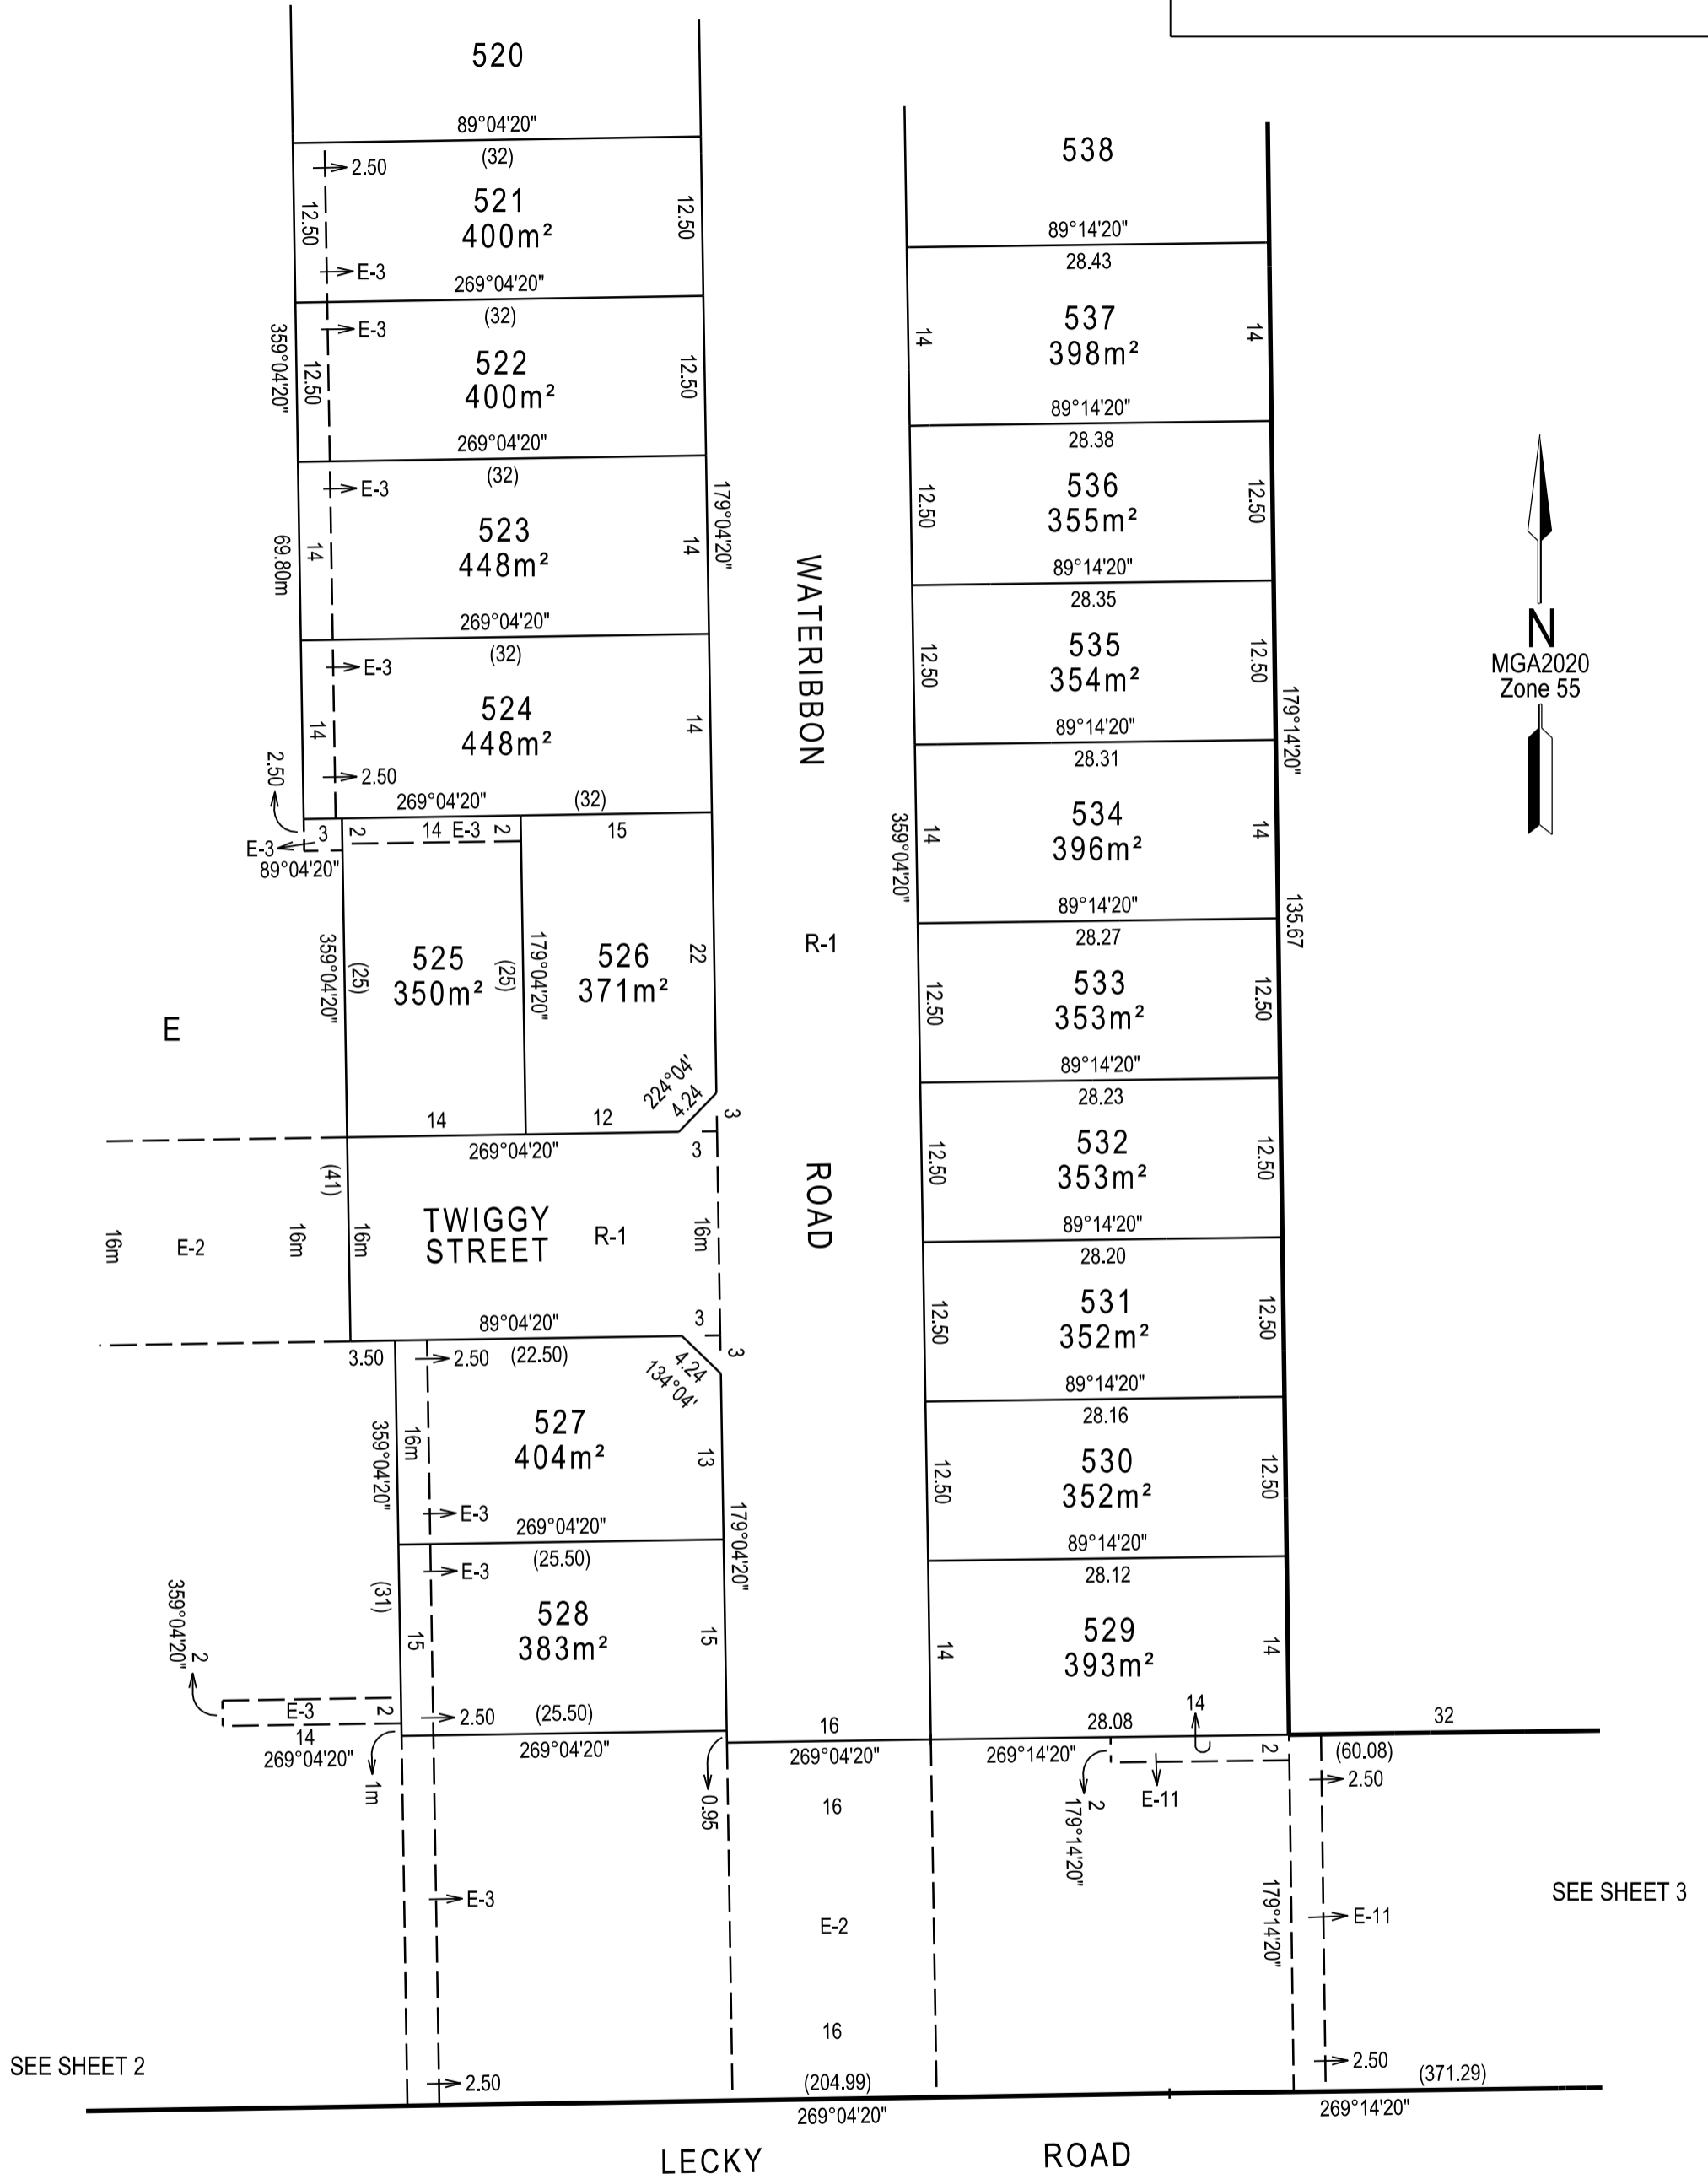 520
89°04'20"
(32)
2.50
521
400m²
12.50
12.50
E-3
269°04'20"
(32)
E-3
522
400m²
12.50
12.50
359°04'20"
269°04'20"
(32)
E-3
523
448m²
14
14
69.80m
179°04'20"
269°04'20"
(32)
E-3
524
448m²
14
14
2.50
2.50
269°04'20"
(32)
3
2
14
E-3
2
15
E-3
89°04'20"
359°04'20"
(25)
525
350m²
(25)
179°04'20"
526
371m²
22
224°04'
4.24
E
14
12
3
3
269°04'20"
(41)
16m
E-2
16m
16m
TWIGGY
STREET
R-1
16m
89°04'20"
3
3
3.50
2.50
(22.50)
4.24
134°04'
527
404m²
359°04'20"
16m
13
E-3
269°04'20"
179°04'20"
(25.50)
E-3
(31)
528
383m²
15
15
359°04'20"
2
E-3
2
14
269°04'20"
1m
2.50
(25.50)
269°04'20"
0.95
WATERIBBON
R-1
ROAD
538
89°14'20"
28.43
537
398m²
14
14
89°14'20"
28.38
536
355m²
12.50
12.50
89°14'20"
28.35
535
354m²
12.50
12.50
179°14'20"
89°14'20"
28.31
534
396m²
14
14
359°04'20"
135.67
89°14'20"
28.27
533
353m²
12.50
12.50
89°14'20"
28.23
532
353m²
12.50
12.50
89°14'20"
28.20
531
352m²
12.50
12.50
89°14'20"
28.16
530
352m²
12.50
12.50
89°14'20"
28.12
529
393m²
14
14
14
28.08
16
269°04'20"
269°14'20"
2
32
(60.08)
2.50
16
2
179°14'20"
E-11
E-3
E-2
179°14'20"
E-11
SEE SHEET 3
16
SEE SHEET 2
2.50
(204.99)
2.50
(371.29)
269°04'20"
269°14'20"
LECKY ROAD
N
MGA2020
Zone 55